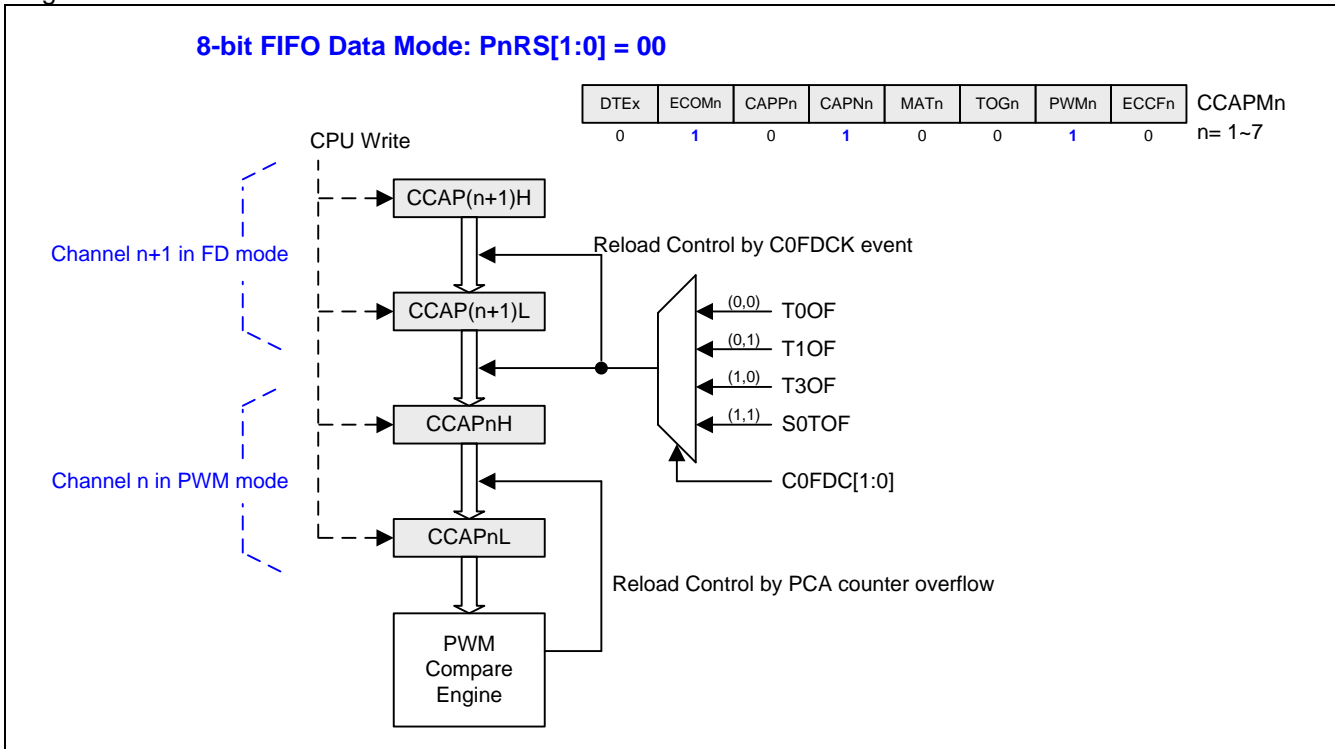 8-bit FIFO Data Mode: PnRS[1:0] = 00
DTEx ECOMn CAPPn CAPNn MATn TOGn PWMn ECCFn CCAPMn
0 1 0 1 0 0 1 0 n= 1~7
CPU Write
CCAP(n+1)H
Channel n+1 in FD mode
Reload Control by C0FDCK event
CCAP(n+1)L
(0,0) T0OF
(0,1) T1OF
(1,0) T3OF
(1,1) S0TOF
CCAPnH
Channel n in PWM mode
C0FDC[1:0]
CCAPnL
Reload Control by PCA counter overflow
PWM
Compare
Engine